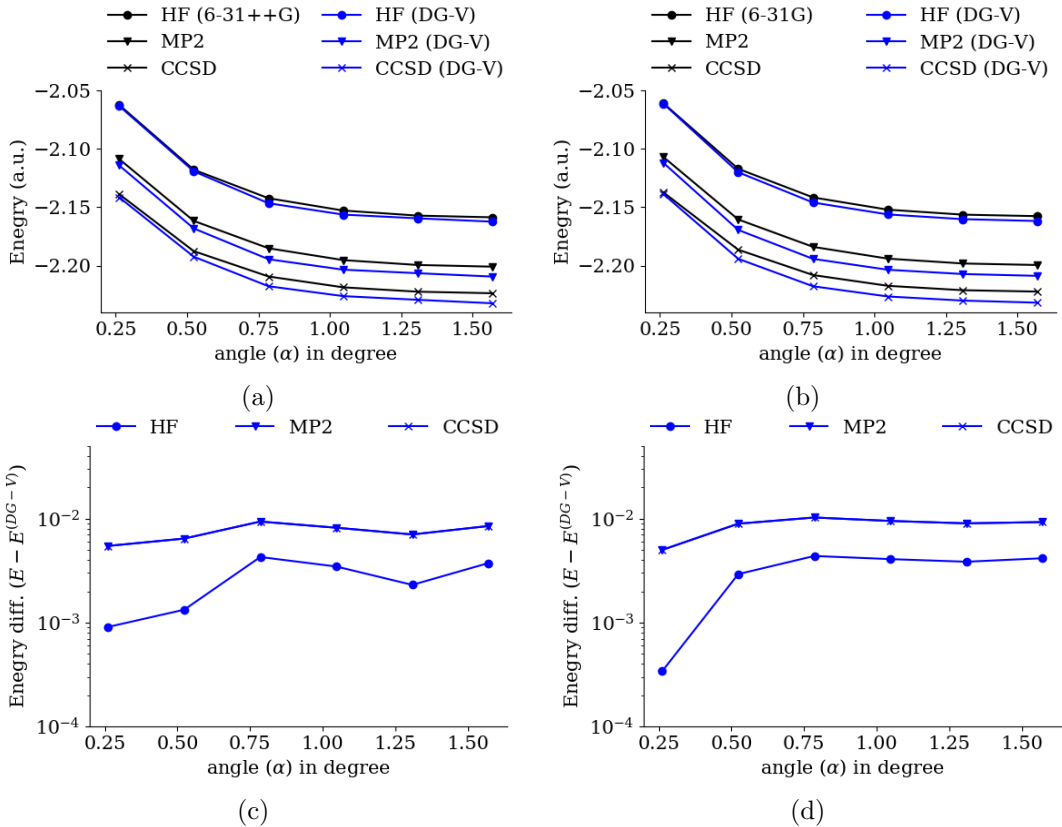 HF (6-31++G) HF (DG-V)
MP2 MP2 (DG-V)
CCSD CCSD (DG-V)
−2.05
−2.10
−2.15
−2.20
Enegry (a.u.)
0.25 0.50 0.75 1.00 1.25 1.50
angle (α) in degree
(a)
HF (6-31G) HF (DG-V)
MP2 MP2 (DG-V)
CCSD CCSD (DG-V)
−2.05
−2.10
−2.15
−2.20
Enegry (a.u.)
0.25 0.50 0.75 1.00 1.25 1.50
angle (α) in degree
(b)
HF MP2 CCSD
10⁻²
10⁻³
10⁻⁴
Enegry diff. (E − E^(DG−V))
0.25 0.50 0.75 1.00 1.25 1.50
angle (α) in degree
(c)
HF MP2 CCSD
10⁻²
10⁻³
10⁻⁴
Enegry diff. (E − E^(DG−V))
0.25 0.50 0.75 1.00 1.25 1.50
angle (α) in degree
(d)